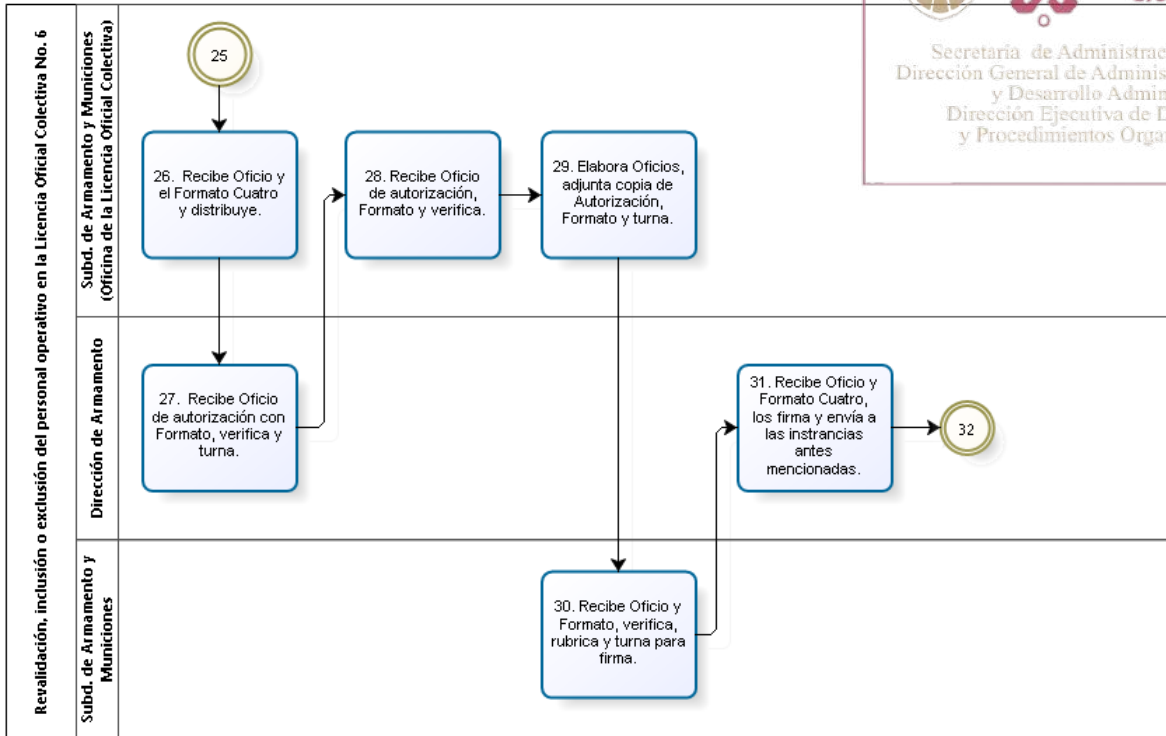 Revalidación, inclusión o exclusión del personal operativo en la Licencia Oficial Colectiva No. 6
Subd. de Armamento y Municiones
(Oficina de la Licencia Oficial Colectiva)
25
26. Recibe Oficio y
el Formato Cuatro
y distribuye.
28. Recibe Oficio
de autorización,
Formato y verifica.
29. Elabora Oficios,
adjunta copia de
Autorización,
Formato y turna.
Dirección de Armamento
27. Recibe Oficio
de autorización con
Formato, verifica y
turna.
31. Recibe Oficio y
Formato Cuatro,
los firma y envía a
las instrancias
antes
mencionadas.
32
Subd. de Armamento y
Municiones
30. Recibe Oficio y
Formato, verifica,
rubrica y turna para
firma.
Secretaría de Administrac
Dirección General de Adminis
y Desarrollo Admin
Dirección Ejecutiva de D
y Procedimientos Orga